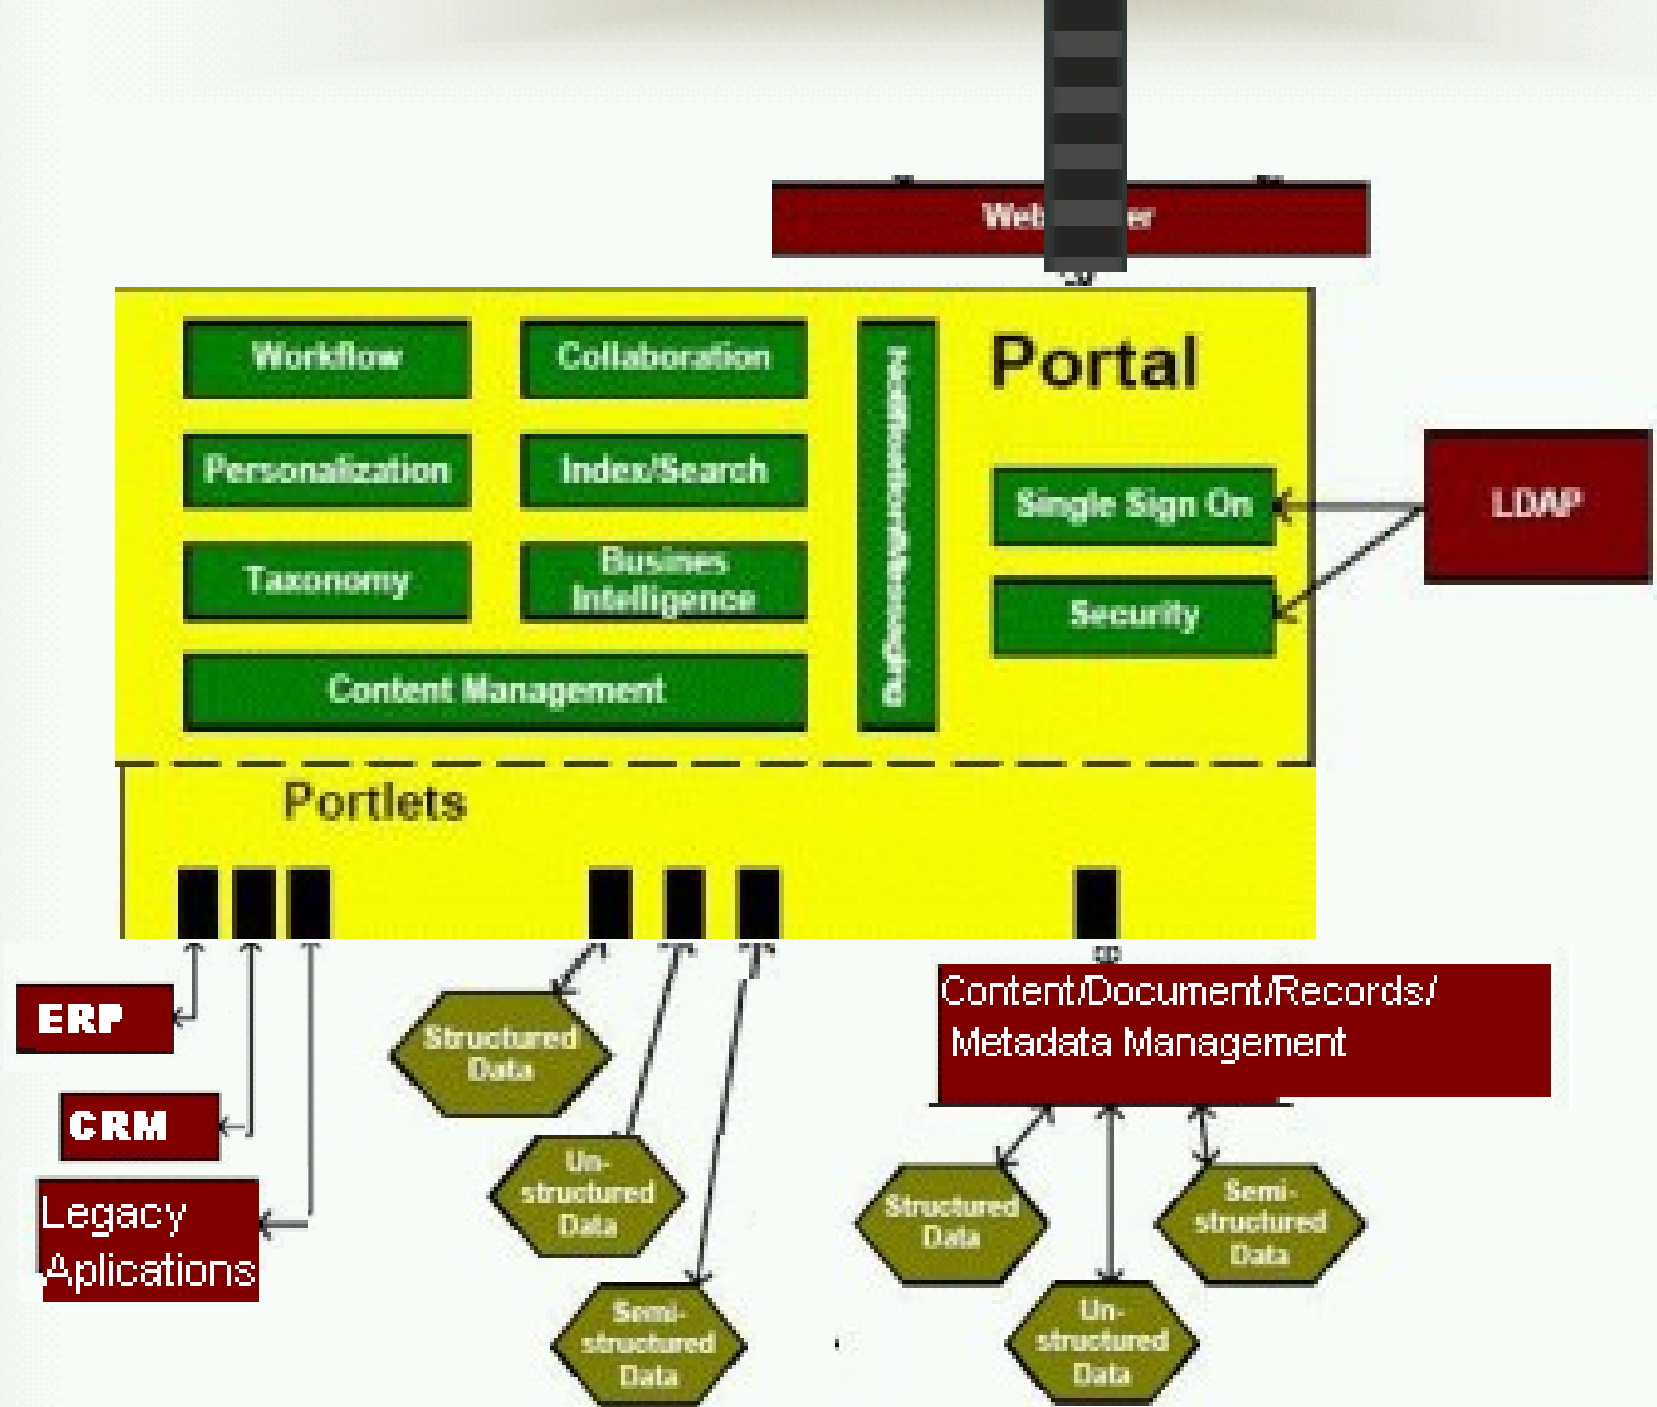 Portal
Workflow
Collaboration
Personalization
Index/Search
Taxonomy
Busines
Intelligence
Content Management
Single Sign On
Security
LDAP
Portlets
ERP
CRM
Legacy
Aplications
Structured
Data
Un-
structured
Data
Semi-
structured
Data
Content/Document/Records/
Metadata Management
Structured
Data
Un-
structured
Data
Semi-
structured
Data